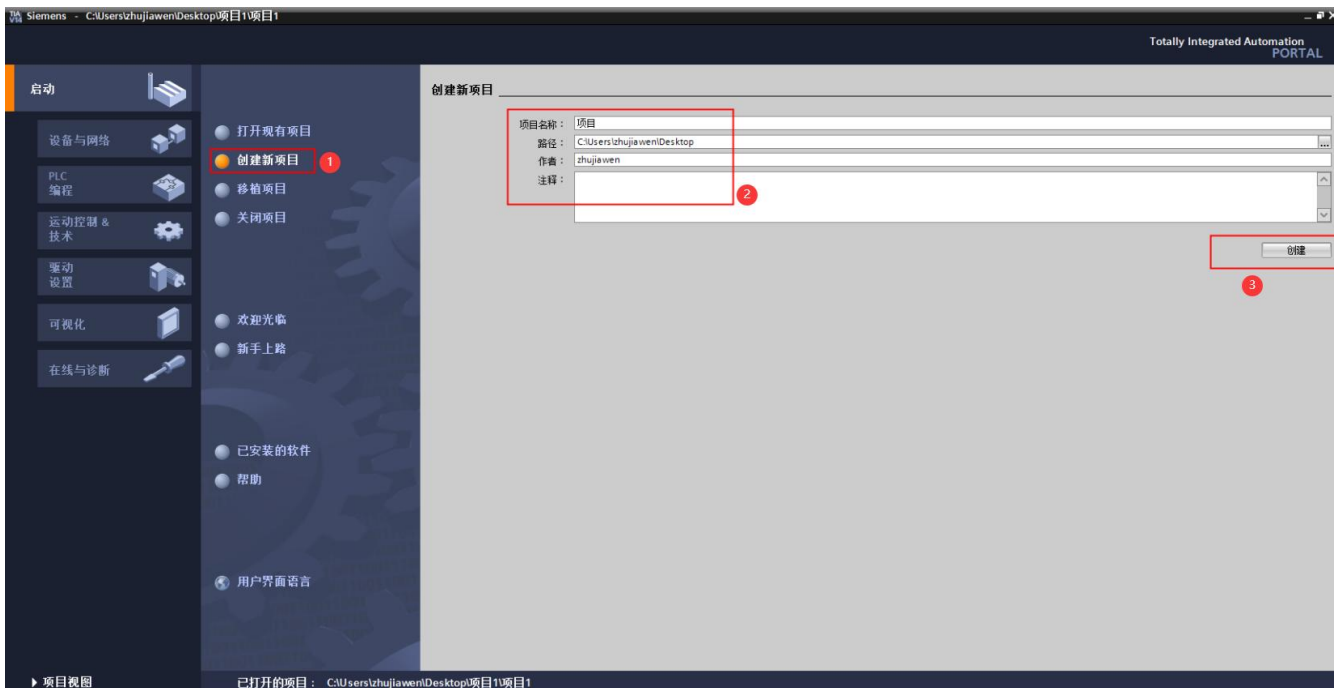 TIA
V14 Siemens - C:\Users\zhujiawen\Desktop\项目1\项目1
Totally Integrated Automation
PORTAL
启动
设备与网络
PLC
编程
运动控制 &
技术
驱动
设置
可视化
在线与诊断
打开现有项目
创建新项目 1
移植项目
关闭项目
欢迎光临
新手上路
已安装的软件
帮助
用户界面语言
创建新项目
项目名称： 项目
路径： C:\Users\zhujiawen\Desktop ...
作者： zhujiawen
注释：
2
创建
3
项目视图
已打开的项目： C:\Users\zhujiawen\Desktop\项目1\项目1